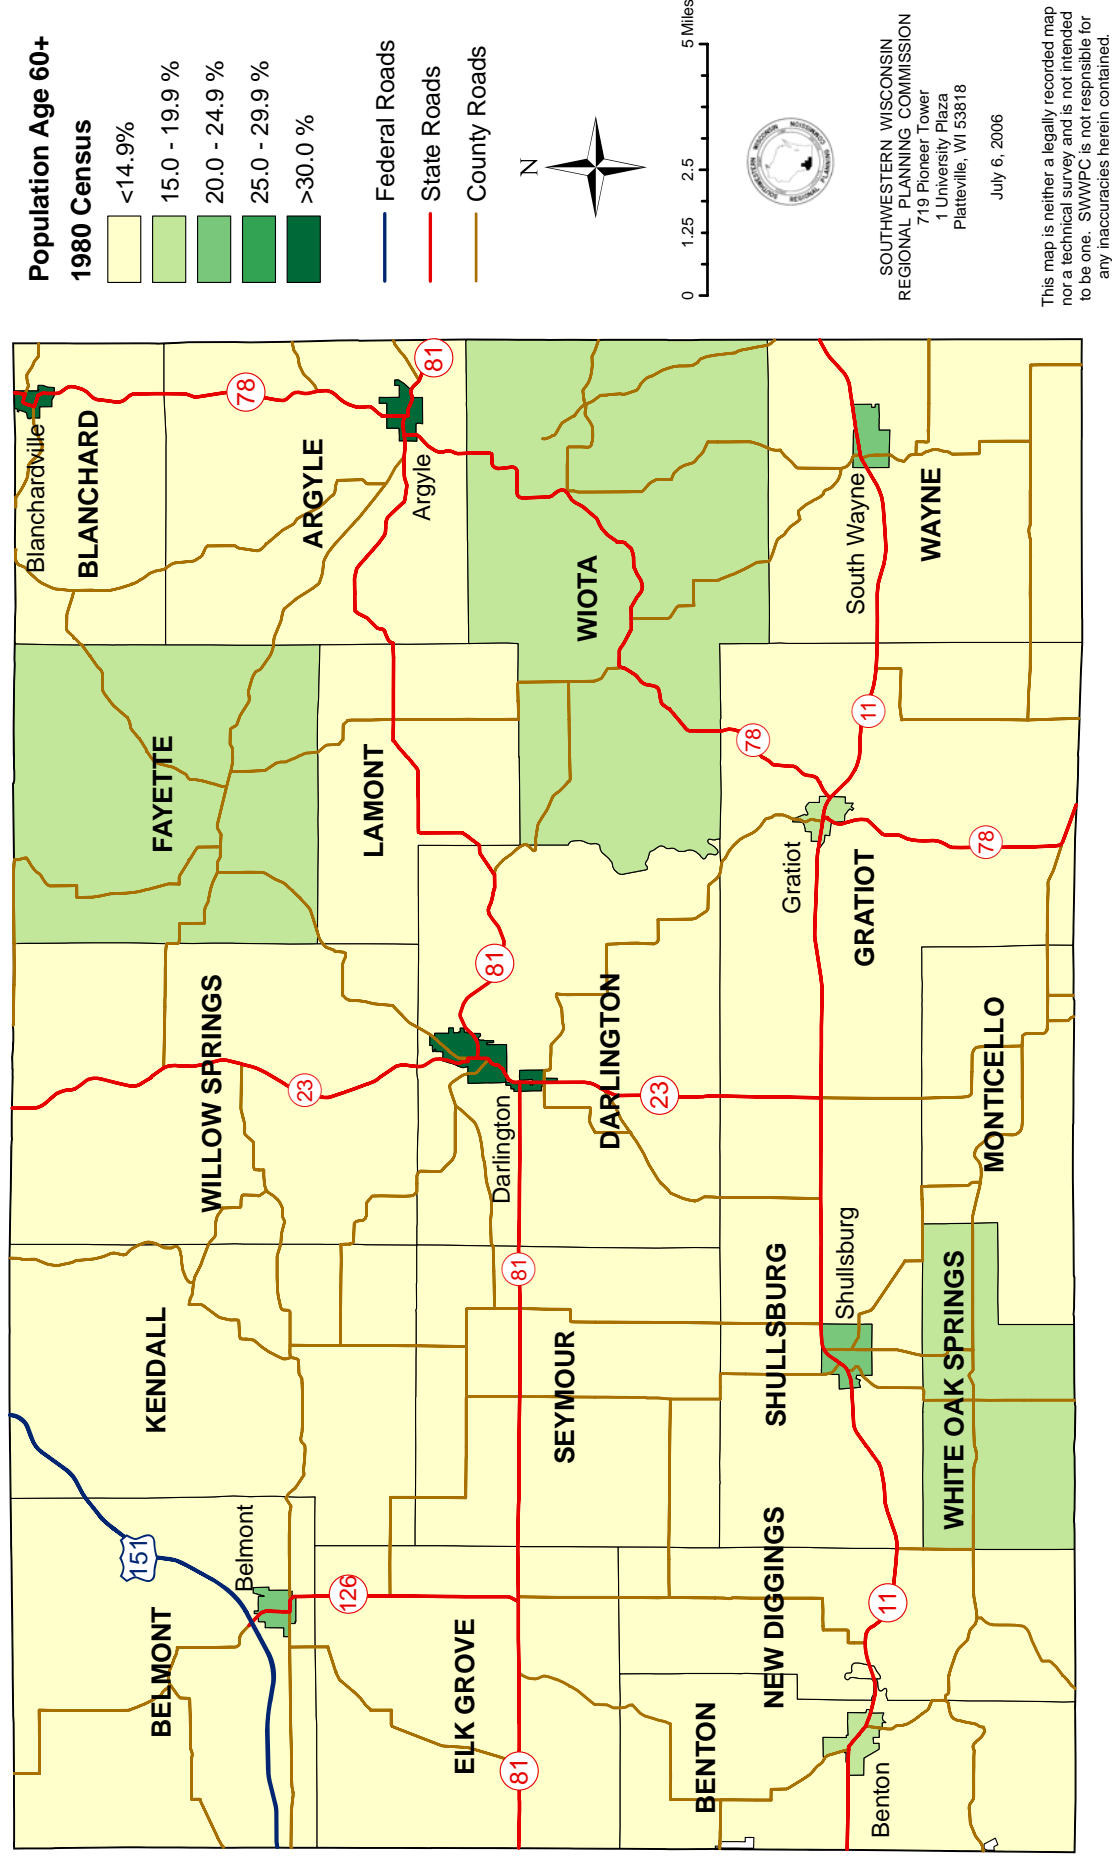 Population Age 60+
1980 Census
<14.9%
15.0 - 19.9 %
20.0 - 24.9 %
25.0 - 29.9 %
>30.0 %
Federal Roads
State Roads
County Roads
N
0 1.25 2.5 5 Miles
SOUTHWESTERN WISCONSIN
REGIONAL PLANNING COMMISSION
SOUTHWESTERN WISCONSIN
REGIONAL PLANNING COMMISSION
719 Pioneer Tower
1 University Plaza
Platteville, WI 53818
July 6, 2006
This map is neither a legally recorded map
nor a technical survey and is not intended
to be one. SWWPC is not respnsible for
any inaccuracies herein contained.
151
BELMONT
Belmont
KENDALL
WILLOW SPRINGS
23
FAYETTE
Blanchardville
BLANCHARD
78
126
ELK GROVE
LAMONT
ARGYLE
Argyle
81
81
81
81
SEYMOUR
Darlington
DARLINGTON
23
WIOTA
78
BENTON
Benton
NEW DIGGINGS
11
SHULLSBURG
Shullsburg
Gratiot
GRATIOT
78
11
South Wayne
WAYNE
WHITE OAK SPRINGS
MONTICELLO